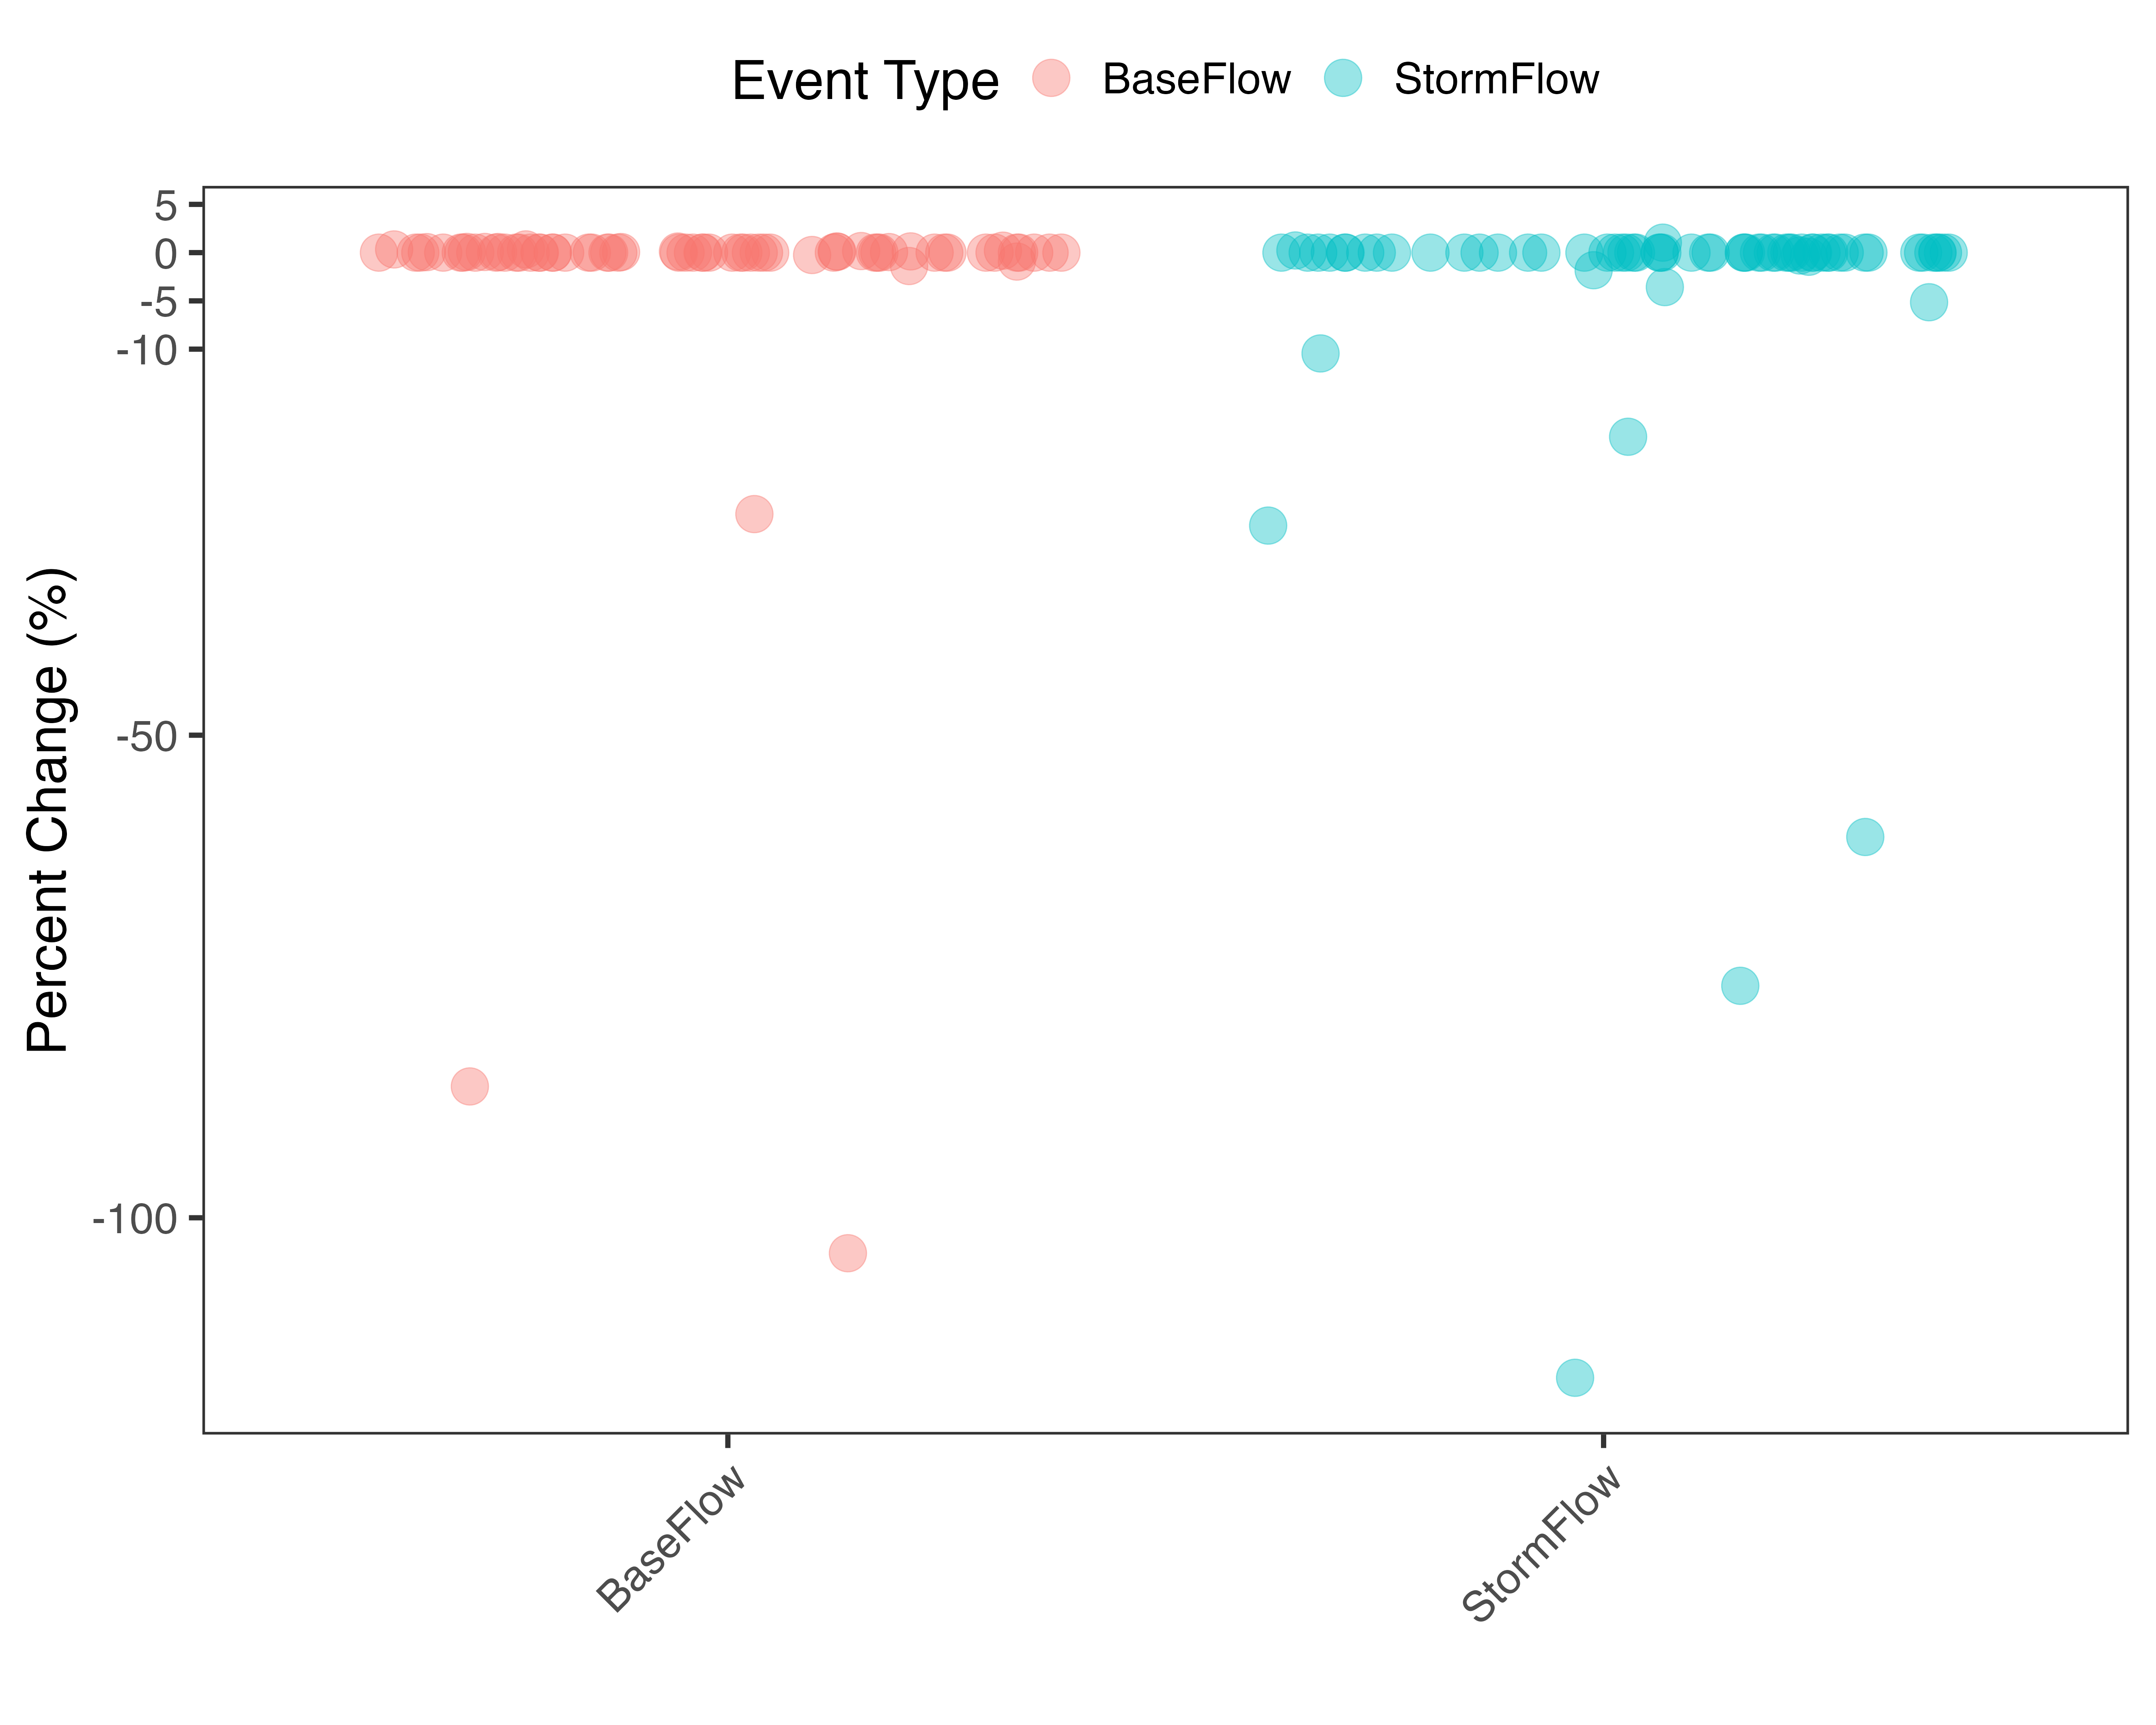 Event Type BaseFlow StormFlow
5
0
-5
-10
-50
-100
Percent Change (%)
BaseFlow
StormFlow